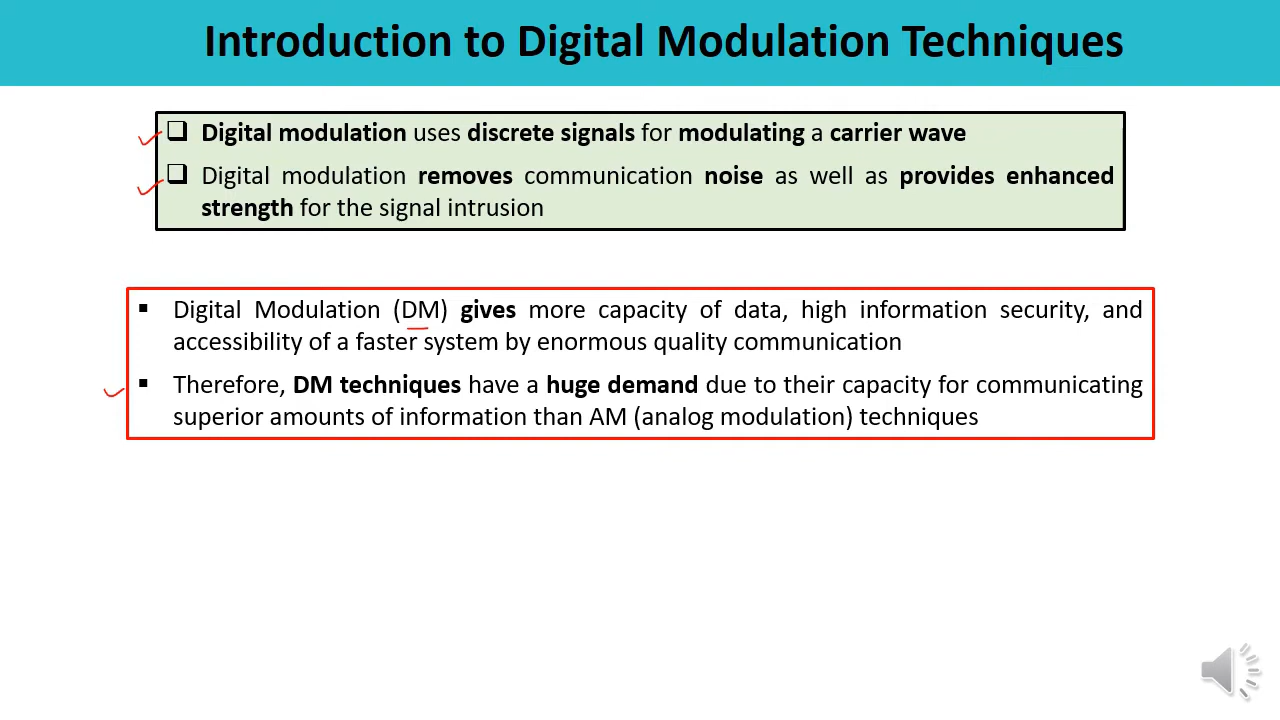 Introduction to Digital Modulation Techniques
❑ Digital modulation uses discrete signals for modulating a carrier wave
❑ Digital modulation removes communication noise as well as provides enhanced
strength for the signal intrusion
▪ Digital Modulation (DM) gives more capacity of data, high information security, and
accessibility of a faster system by enormous quality communication
▪ Therefore, DM techniques have a huge demand due to their capacity for communicating
superior amounts of information than AM (analog modulation) techniques